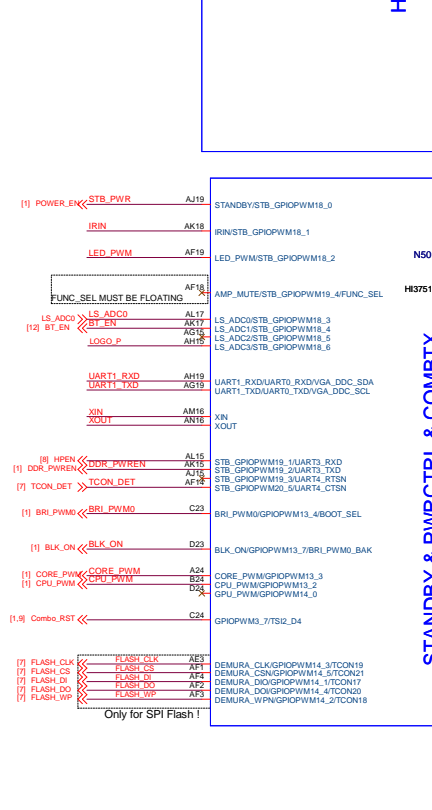 H
[1] POWER_EN STB_PWR AJ19 STANDBY/STB_GPIOPWM18_0
IRIN AK18 IRIN/STB_GPIOPWM18_1
LED_PWM AF19 LED_PWM/STB_GPIOPWM18_2
N50
AF18 AMP_MUTE/STB_GPIOPWM19_4/FUNC_SEL
FUNC_SEL MUST BE FLOATING
HI3751
LS_ADC0 LS_ADC0 AL17 LS_ADC0/STB_GPIOPWM18_3
[12] BT_EN BT_EN AK17 LS_ADC1/STB_GPIOPWM18_4
AG15 LS_ADC2/STB_GPIOPWM18_5
LOGO_P AH15 LS_ADC3/STB_GPIOPWM18_6
UART1_RXD AH19 UART1_RXD/UART0_RXD/VGA_DDC_SDA
UART1_TXD AG19 UART1_TXD/UART0_TXD/VGA_DDC_SCL
XIN AM16 XIN
XOUT AN16 XOUT
[8] HPEN AL15 STB_GPIOPWM19_1/UART3_RXD
[1] DDR_PWREN DDR_PWREN AK15 STB_GPIOPWM19_2/UART3_TXD
AJ15 STB_GPIOPWM19_3/UART4_RTSN
[7] TCON_DET TCON_DET AF14 STB_GPIOPWM20_5/UART4_CTSN
[1] BRI_PWM0 BRI_PWM0 C23 BRI_PWM0/GPIOPWM13_4/BOOT_SEL
[1] BLK_ON BLK_ON D23 BLK_ON/GPIOPWM13_7/BRI_PWM0_BAK
[1] CORE_PWM CORE_PWM A24 CORE_PWM/GPIOPWM13_3
[1] CPU_PWM CPU_PWM B24 CPU_PWM/GPIOPWM13_2
D24 GPU_PWM/GPIOPWM14_0
[1,9] Combo_RST C24 GPIOPWM3_7/TSI2_D4
[7] FLASH_CLK FLASH_CLK AE3 DEMURA_CLK/GPIOPWM14_3/TCON19
[7] FLASH_CS FLASH_CS AF1 DEMURA_CSN/GPIOPWM14_5/TCON21
[7] FLASH_DI FLASH_DI AF4 DEMURA_DIO/GPIOPWM14_1/TCON17
[7] FLASH_DO FLASH_DO AF2 DEMURA_DOI/GPIOPWM14_4/TCON20
[7] FLASH_WP FLASH_WP AF3 DEMURA_WPN/GPIOPWM14_2/TCON18
Only for SPI Flash !
STANDBY & PWRCTRL & COMBTX